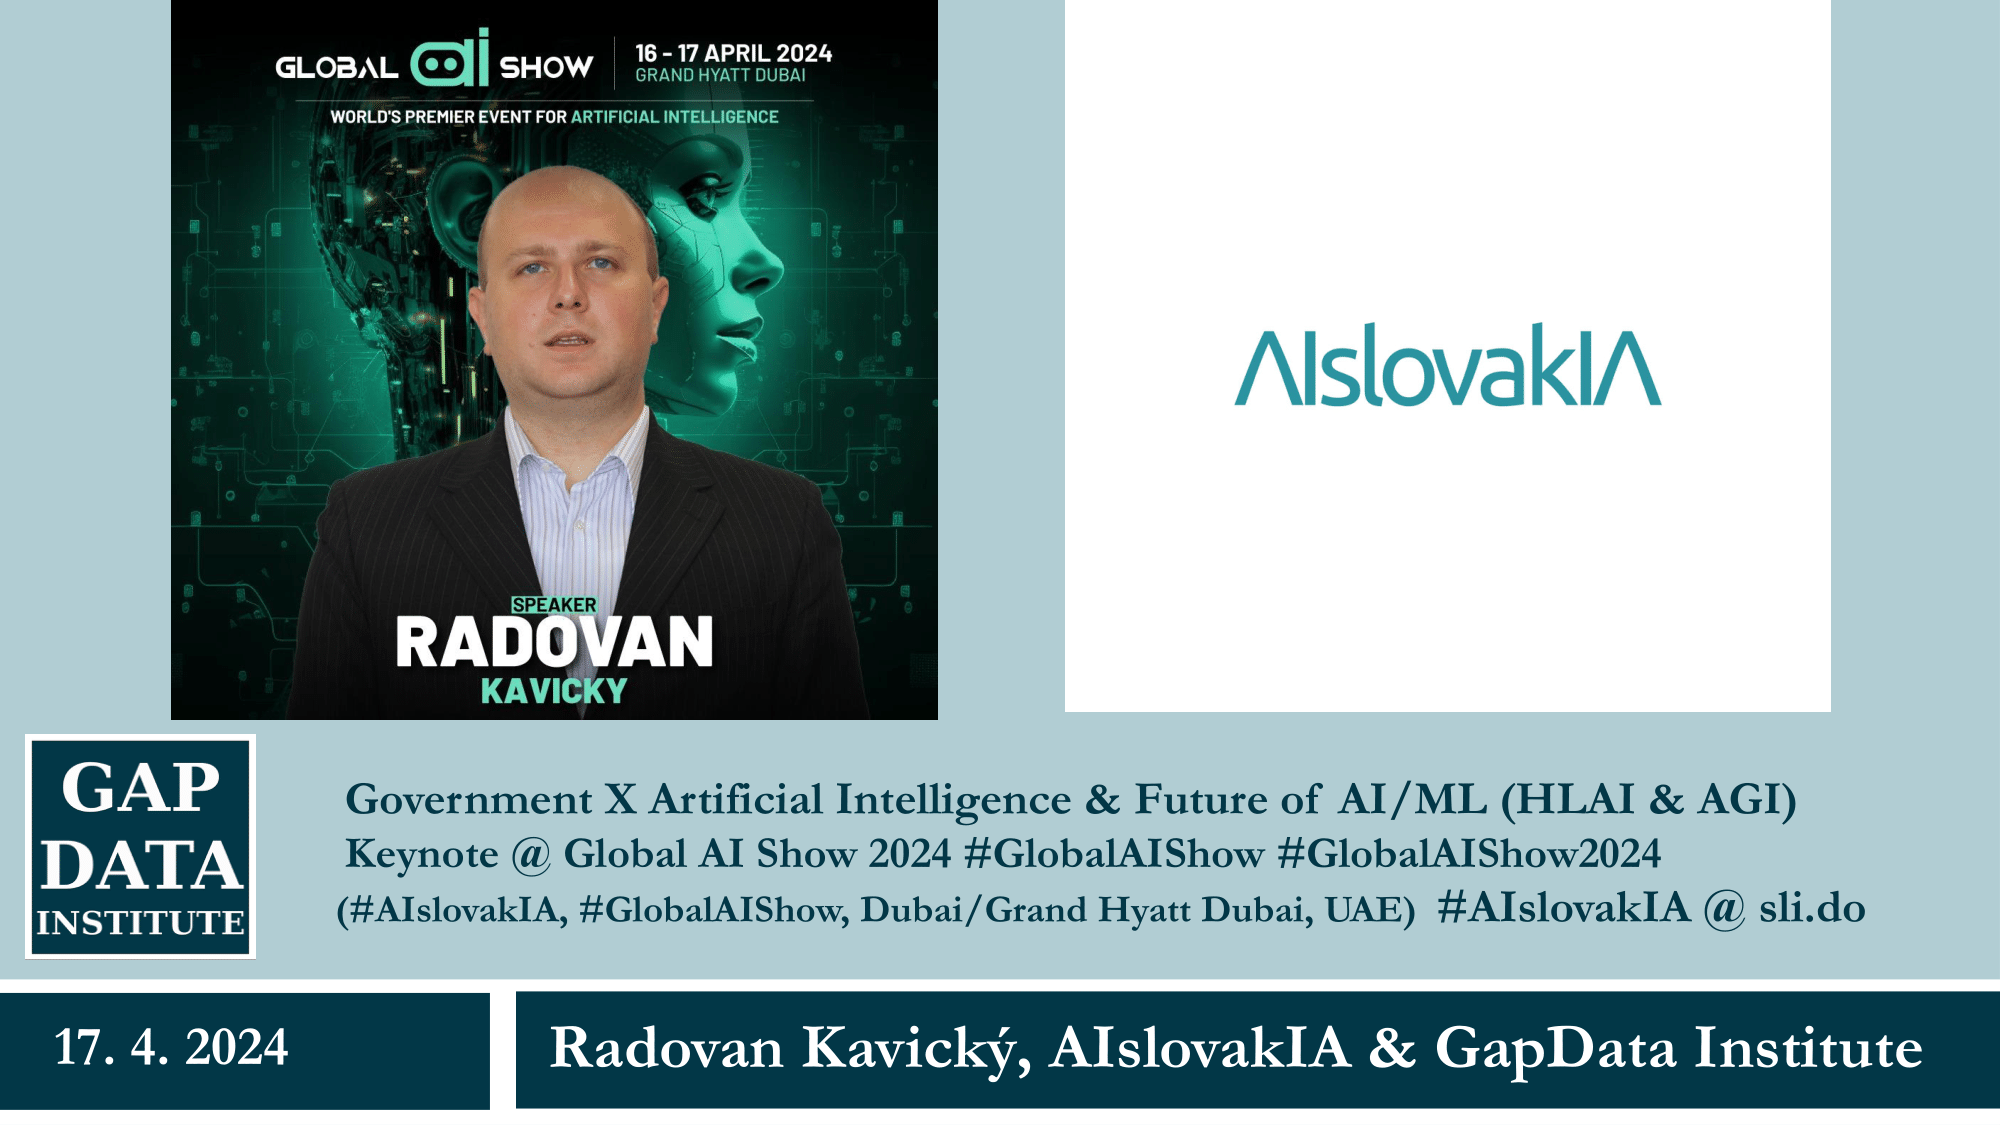 GLOBAL ai SHOW
16 - 17 APRIL 2024
GRAND HYATT DUBAI
WORLD'S PREMIER EVENT FOR ARTIFICIAL INTELLIGENCE
SPEAKER
RADOVAN
KAVICKY
AIslovakIA
GAP
DATA
INSTITUTE
Government X Artificial Intelligence & Future of AI/ML (HLAI & AGI)
Keynote @ Global AI Show 2024 #GlobalAIShow #GlobalAIShow2024
(#AIslovakIA, #GlobalAIShow, Dubai/Grand Hyatt Dubai, UAE) #AIslovakIA @ sli.do
17. 4. 2024
Radovan Kavický, AIslovakIA & GapData Institute